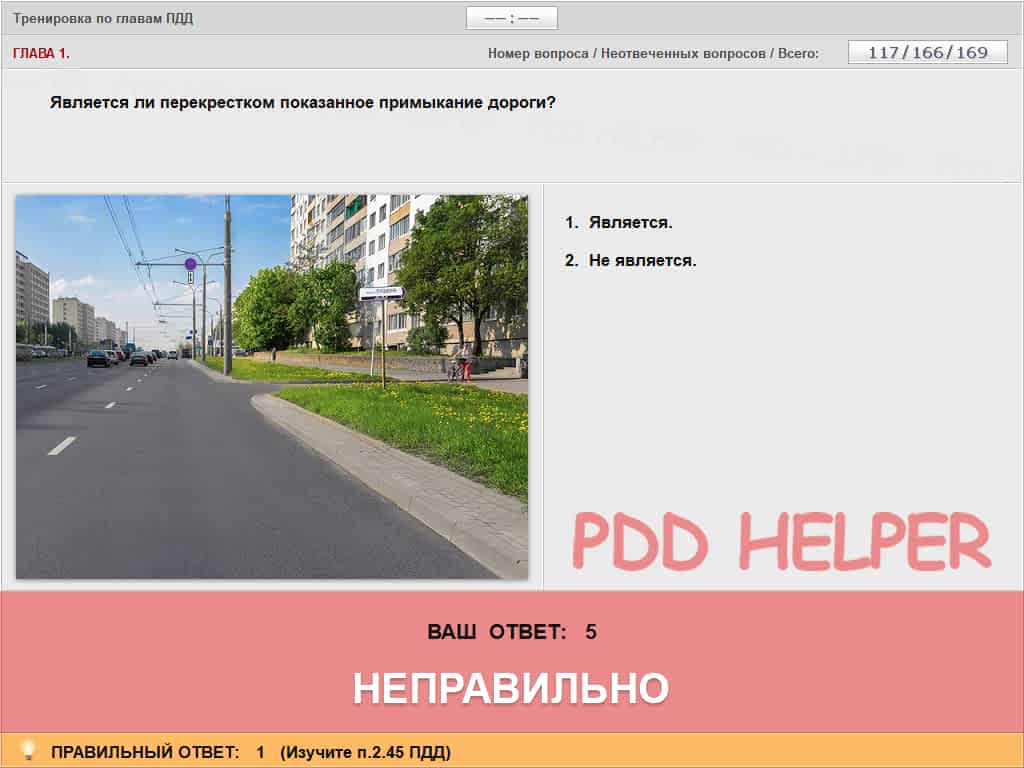 Тренировка по главам ПДД
—— : ——
ГЛАВА 1.
Номер вопроса / Неотвеченных вопросов / Всего: 117/166/169
Является ли перекрестком показанное примыкание дороги?
1. Является.
2. Не является.
PDD HELPER
ВАШ ОТВЕТ: 5
НЕПРАВИЛЬНО
ПРАВИЛЬНЫЙ ОТВЕТ: 1 (Изучите п.2.45 ПДД)